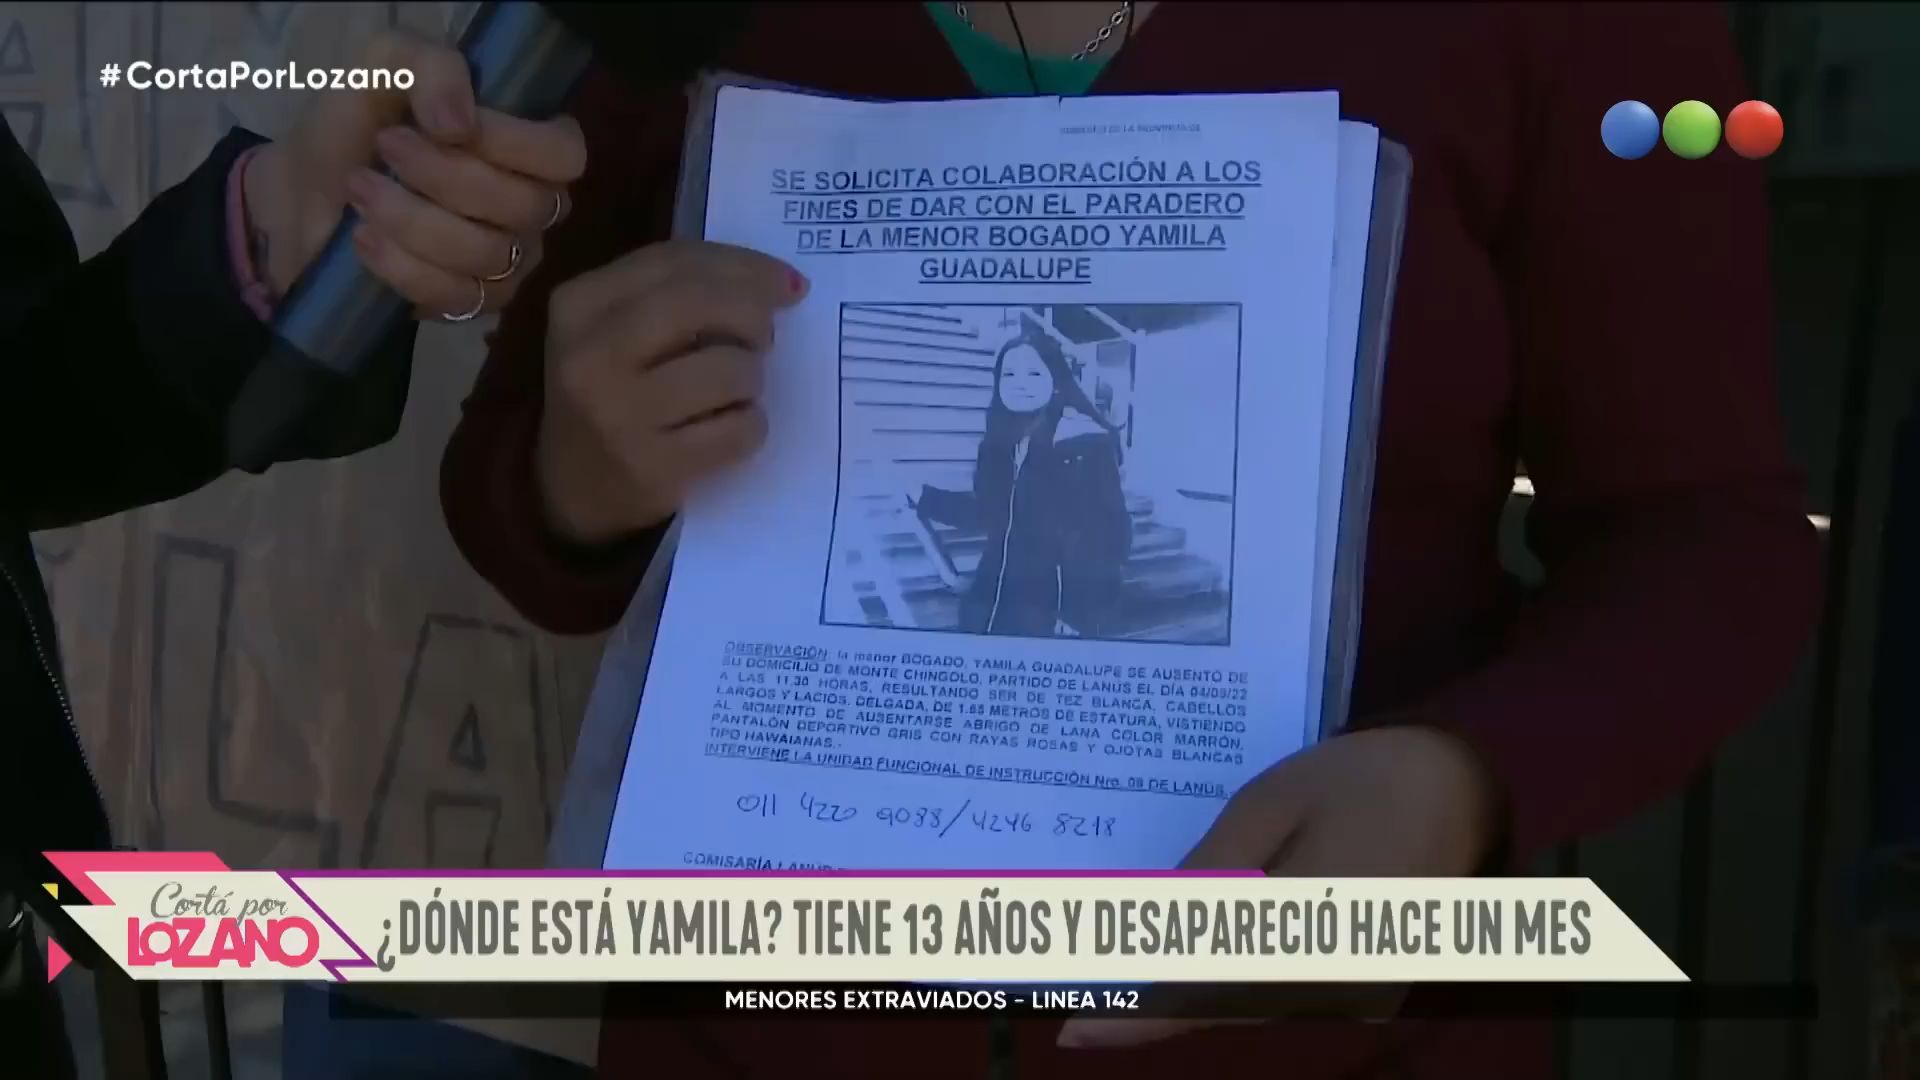 #CortaPorLozano
SE SOLICITA COLABORACIÓN A LOS
FINES DE DAR CON EL PARADERO
DE LA MENOR BOGADO YAMILA
GUADALUPE
OBSERVACIÓN: la menor BOGADO, YAMILA GUADALUPE SE AUSENTO DE
SU DOMICILIO DE MONTE CHINGOLO, PARTIDO DE LANUS EL DÍA 04/09/22
A LAS 11.30 HORAS, RESULTANDO SER DE TEZ BLANCA, CABELLOS
LARGOS Y LACIOS, DELGADA, DE 1.65 METROS DE ESTATURA, VISTIENDO
AL MOMENTO DE AUSENTARSE ABRIGO DE LANA COLOR MARRÓN,
PANTALÓN DEPORTIVO GRIS CON RAYAS ROSAS Y OJOTAS BLANCAS
TIPO HAWAIANAS.-
INTERVIENE LA UNIDAD FUNCIONAL DE INSTRUCCIÓN Nro. 09 DE LANUS.-
011 4220 9088/4246 8218
COMISARÍA LANUS
Cortá por
LOZANO
¿DÓNDE ESTÁ YAMILA? TIENE 13 AÑOS Y DESAPARECIÓ HACE UN MES
MENORES EXTRAVIADOS - LINEA 142